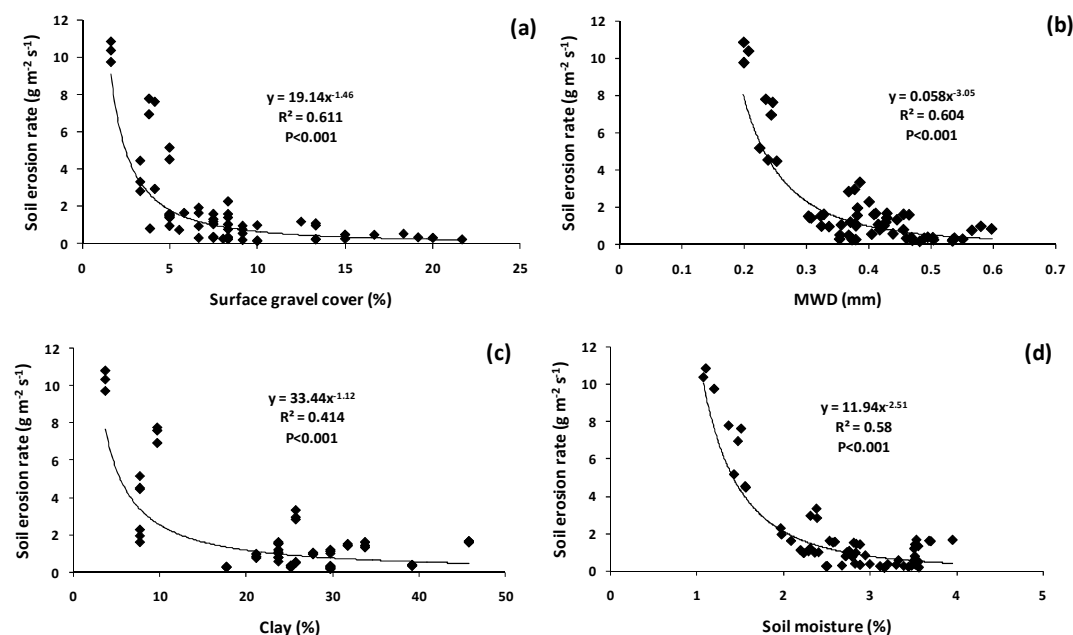 (a)
Soil erosion rate (g m⁻² s⁻¹)
12
10
8
6
4
2
0
y = 19.14x⁻¹·⁴⁶
R² = 0.611
P<0.001
0 5 10 15 20 25
Surface gravel cover (%)
(b)
Soil erosion rate (g m⁻² s⁻¹)
12
10
8
6
4
2
0
y = 0.058x⁻³·⁰⁵
R² = 0.604
P<0.001
0 0.1 0.2 0.3 0.4 0.5 0.6 0.7
MWD (mm)
(c)
Soil erosion rate (g m⁻² s⁻¹)
12
10
8
6
4
2
0
y = 33.44x⁻¹·¹²
R² = 0.414
P<0.001
0 10 20 30 40 50
Clay (%)
(d)
Soil erosion rate (g m⁻² s⁻¹)
12
10
8
6
4
2
0
y = 11.94x⁻²·⁵¹
R² = 0.58
P<0.001
0 1 2 3 4 5
Soil moisture (%)